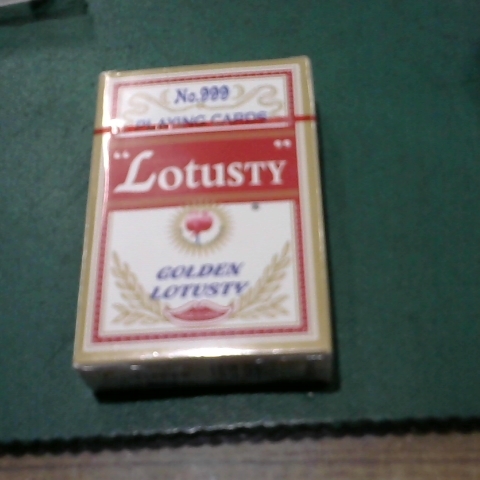 No.999
PLAYING CARDS
"LOTUSTY"
GOLDEN
LOTUSTY